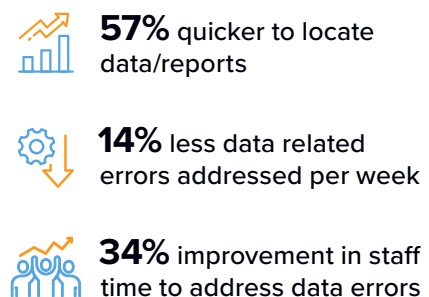 57% quicker to locate
data/reports
14% less data related
errors addressed per week
34% improvement in staff
time to address data errors